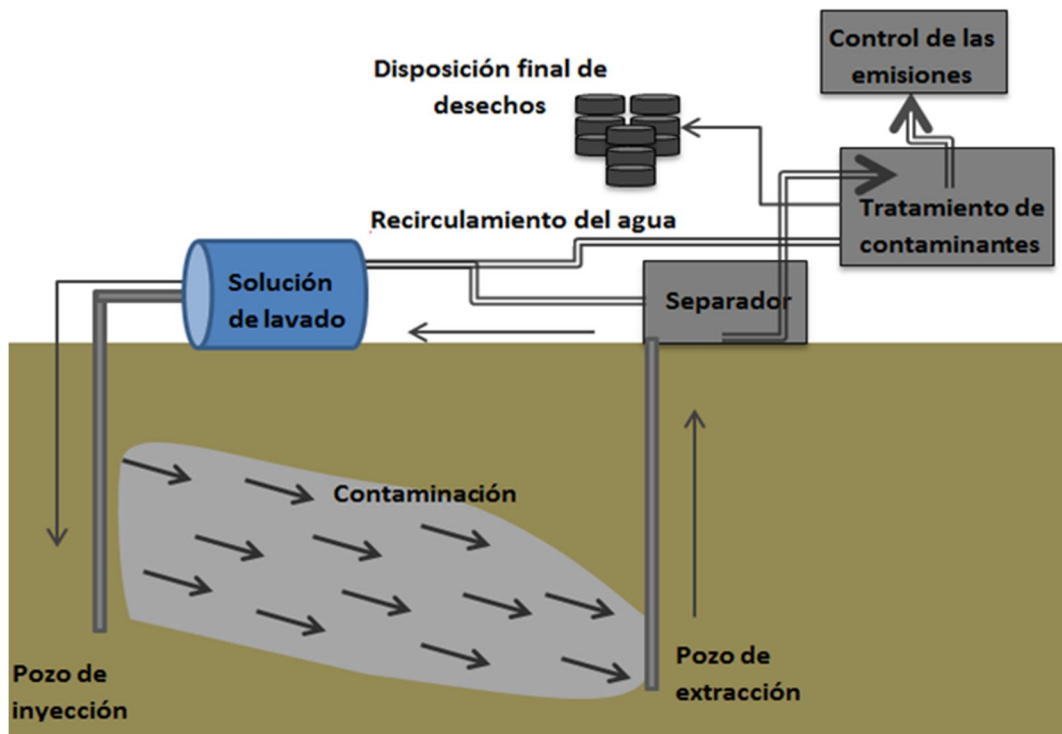 Control de las
emisiones
Disposición final de
desechos
Tratamiento de
contaminantes
Recirculamiento del agua
Solución
de lavado
Separador
Contaminación
Pozo de
inyección
Pozo de
extracción